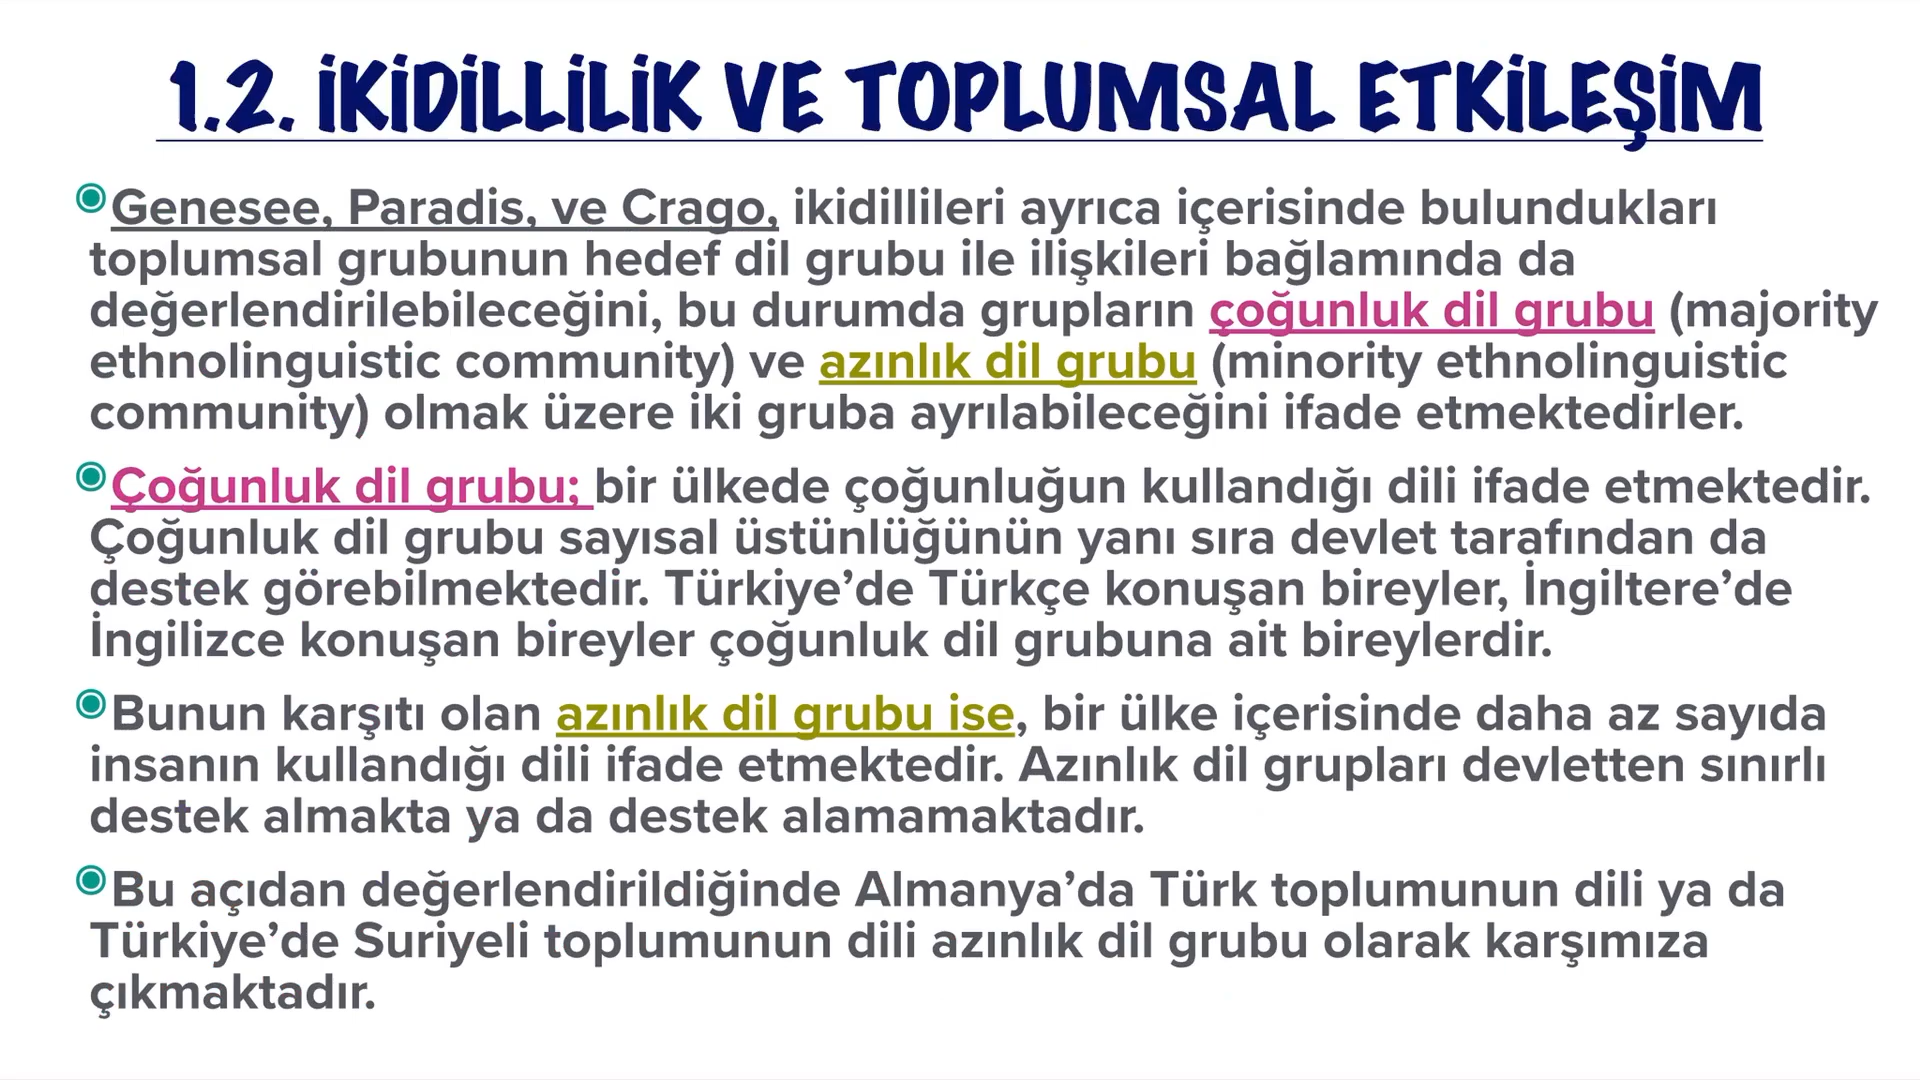 1.2. İKİDİLLİLİK VE TOPLUMSAL ETKİLEŞİM
Genesee, Paradis, ve Crago, ikidillileri ayrıca içerisinde bulundukları
toplumsal grubunun hedef dil grubu ile ilişkileri bağlamında da
değerlendirilebileceğini, bu durumda grupların çoğunluk dil grubu (majority
ethnolinguistic community) ve azınlık dil grubu (minority ethnolinguistic
community) olmak üzere iki gruba ayrılabileceğini ifade etmektedirler.
Çoğunluk dil grubu; bir ülkede çoğunluğun kullandığı dili ifade etmektedir.
Çoğunluk dil grubu sayısal üstünlüğünün yanı sıra devlet tarafından da
destek görebilmektedir. Türkiye’de Türkçe konuşan bireyler, İngiltere’de
İngilizce konuşan bireyler çoğunluk dil grubuna ait bireylerdir.
Bunun karşıtı olan azınlık dil grubu ise, bir ülke içerisinde daha az sayıda
insanın kullandığı dili ifade etmektedir. Azınlık dil grupları devletten sınırlı
destek almakta ya da destek alamamaktadır.
Bu açıdan değerlendirildiğinde Almanya’da Türk toplumunun dili ya da
Türkiye’de Suriyeli toplumunun dili azınlık dil grubu olarak karşımıza
çıkmaktadır.